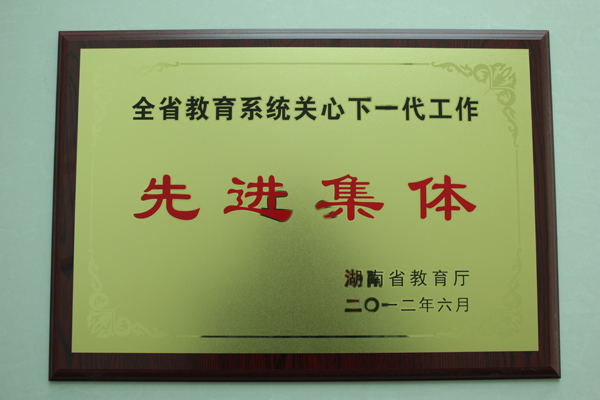 全省教育系统关心下一代工作
先进集体
湖南省教育厅
二〇一二年六月